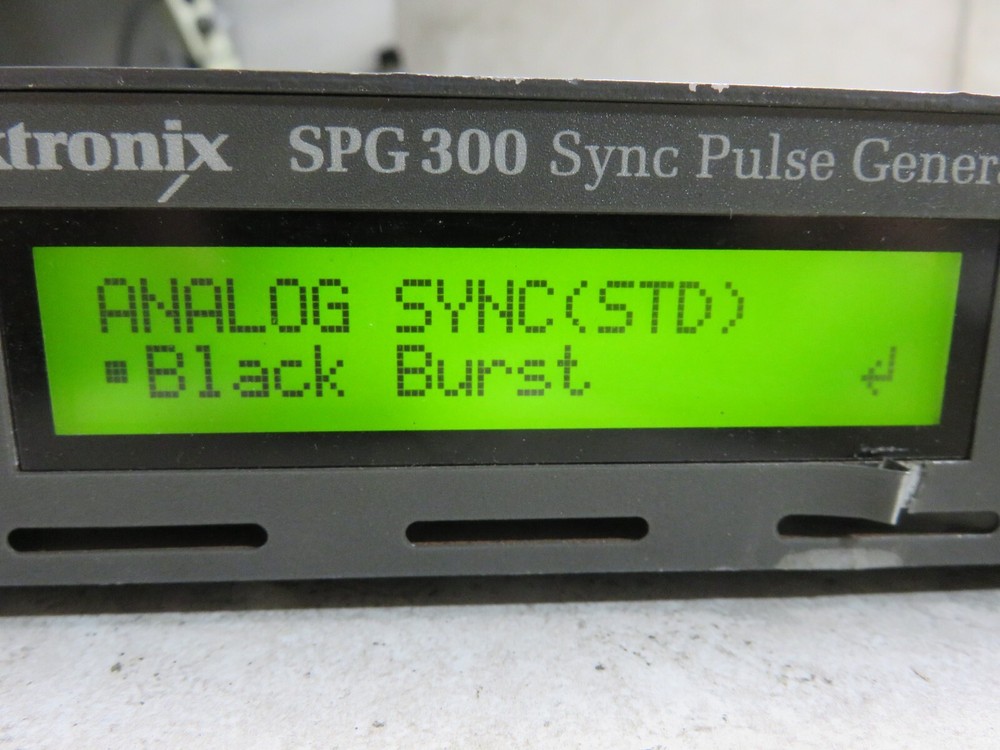 ktronix SPG 300 Sync Pulse Genera
ANALOG SYNC(STD)
▪Black Burst ↵